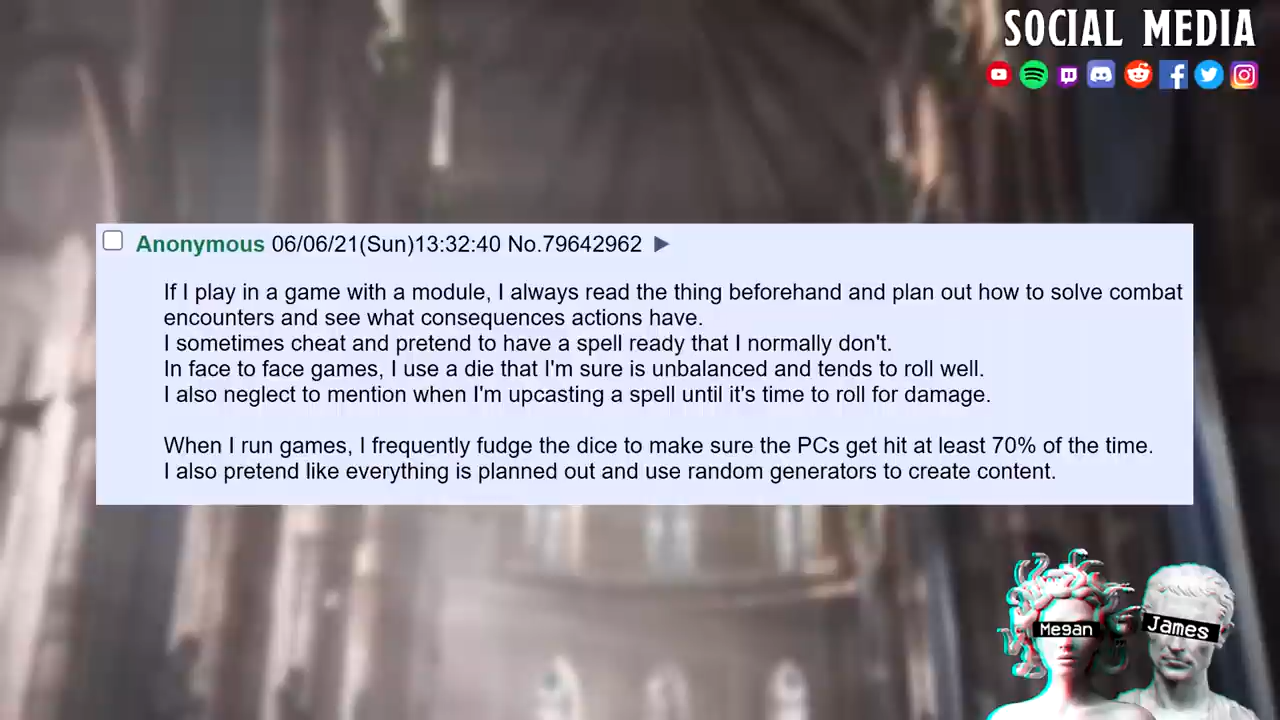 SOCIAL MEDIA
Anonymous 06/06/21(Sun)13:32:40 No.79642962 ▶
If I play in a game with a module, I always read the thing beforehand and plan out how to solve combat
encounters and see what consequences actions have.
I sometimes cheat and pretend to have a spell ready that I normally don't.
In face to face games, I use a die that I'm sure is unbalanced and tends to roll well.
I also neglect to mention when I'm upcasting a spell until it's time to roll for damage.
When I run games, I frequently fudge the dice to make sure the PCs get hit at least 70% of the time.
I also pretend like everything is planned out and use random generators to create content.
Megan
James